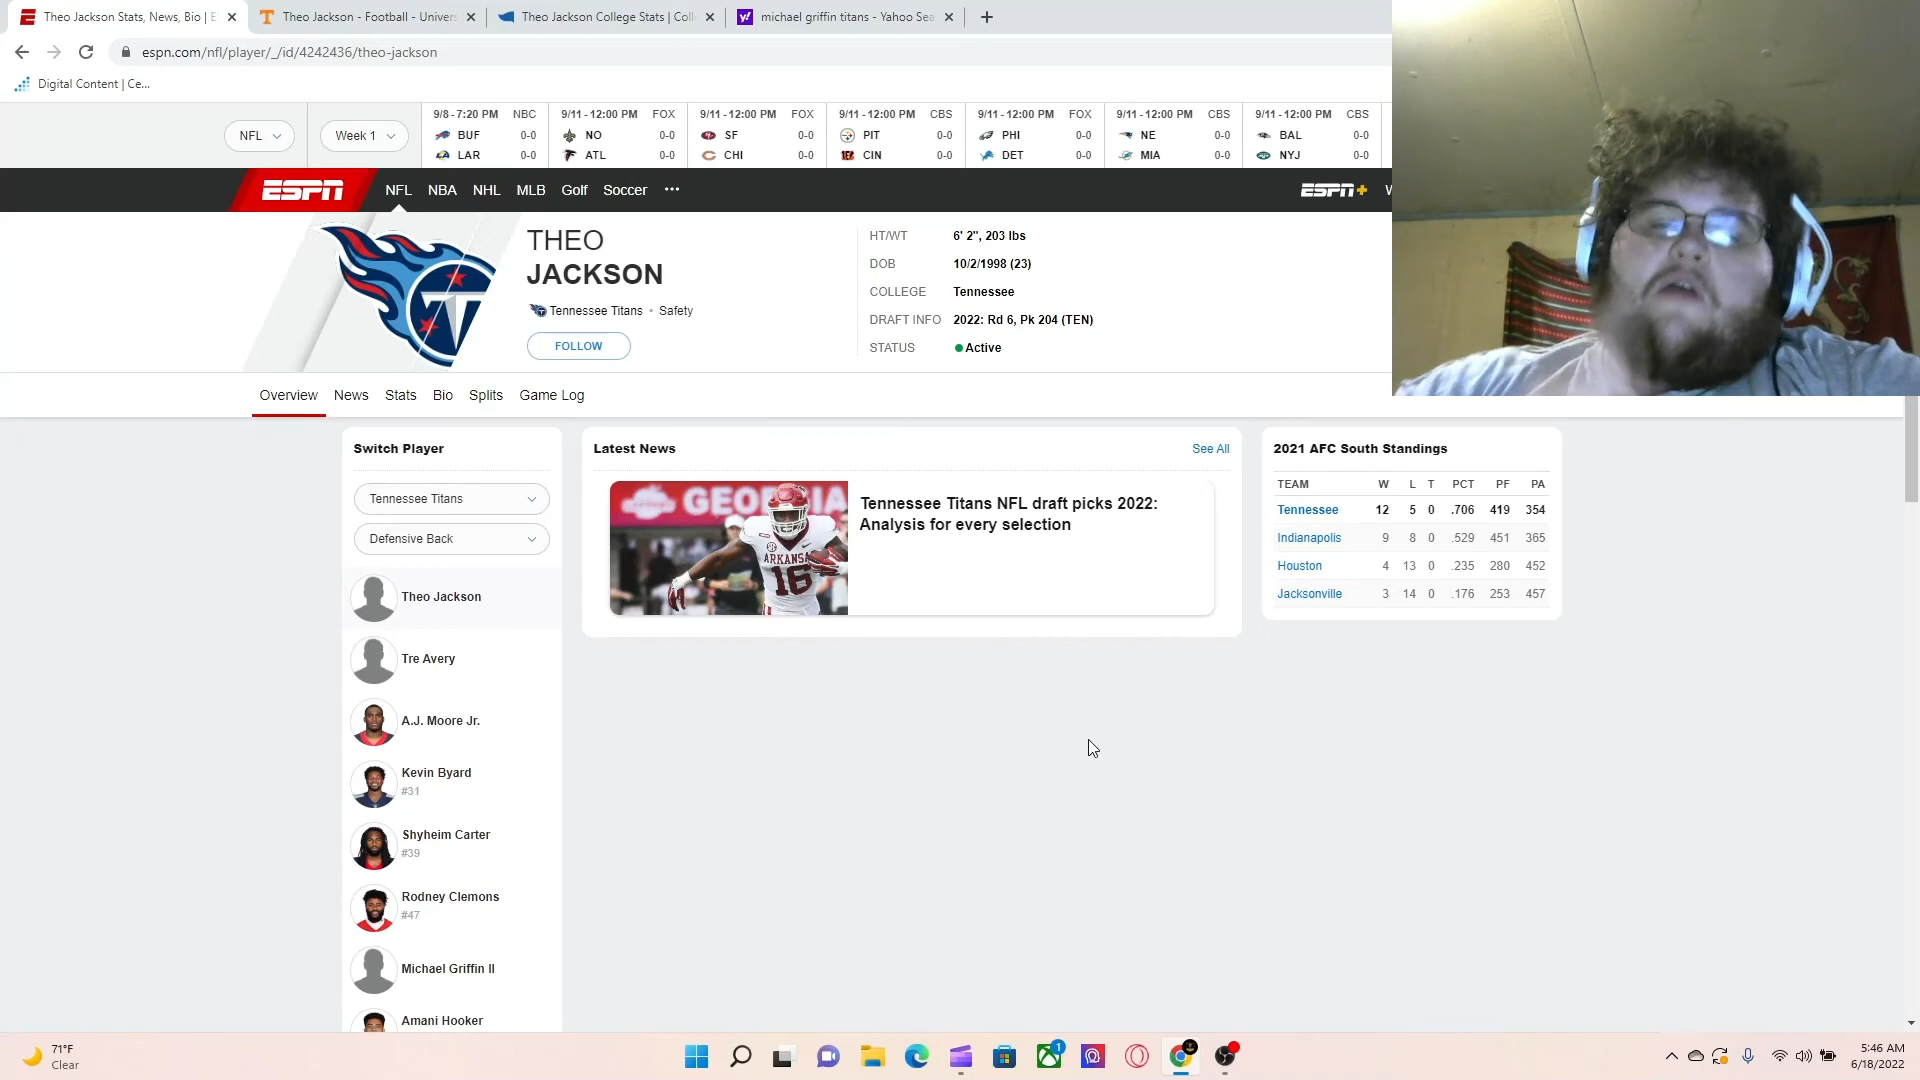 Theo Jackson Stats, News, Bio | E
Theo Jackson - Football - Univers
Theo Jackson College Stats | Coll
michael griffin titans - Yahoo Sea
espn.com/nfl/player/_/id/4242436/theo-jackson
Digital Content | Ce...
NFL
Week 1
9/8 - 7:20 PM NBC
BUF 0-0
LAR 0-0
9/11 - 12:00 PM FOX
NO 0-0
ATL 0-0
9/11 - 12:00 PM FOX
SF 0-0
CHI 0-0
9/11 - 12:00 PM CBS
PIT 0-0
CIN 0-0
9/11 - 12:00 PM FOX
PHI 0-0
DET 0-0
9/11 - 12:00 PM CBS
NE 0-0
MIA 0-0
9/11 - 12:00 PM CBS
BAL 0-0
NYJ 0-0
ESPN NFL NBA NHL MLB Golf Soccer ••• ESPN+ W
THEO
JACKSON
Tennessee Titans • Safety
FOLLOW
HT/WT 6' 2", 203 lbs
DOB 10/2/1998 (23)
COLLEGE Tennessee
DRAFT INFO 2022: Rd 6, Pk 204 (TEN)
STATUS Active
Overview News Stats Bio Splits Game Log
Switch Player
Tennessee Titans
Defensive Back
Theo Jackson
Tre Avery
A.J. Moore Jr.
Kevin Byard
#31
Shyheim Carter
#39
Rodney Clemons
#47
Michael Griffin II
Amani Hooker
Latest News See All
GEORGIA
ARKANSAS
16
Tennessee Titans NFL draft picks 2022:
Analysis for every selection
2021 AFC South Standings
TEAM W L T PCT PF PA
Tennessee 12 5 0 .706 419 354
Indianapolis 9 8 0 .529 451 365
Houston 4 13 0 .235 280 452
Jacksonville 3 14 0 .176 253 457
71°F
Clear
1
5:46 AM
6/18/2022